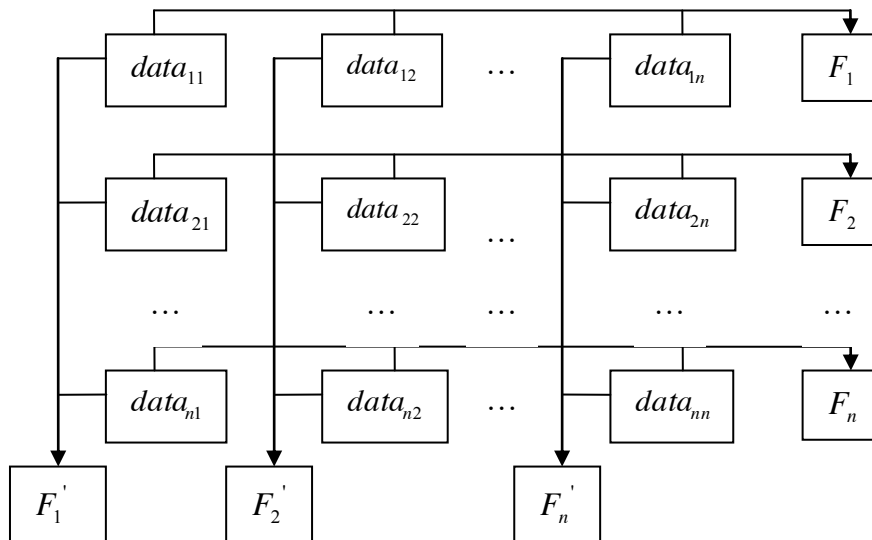 data₁₁ data₁₂ … data₁ₙ F₁
data₂₁ data₂₂ … data₂ₙ F₂
… … … … …
dataₙ₁ dataₙ₂ … dataₙₙ Fₙ
F₁' F₂' Fₙ'